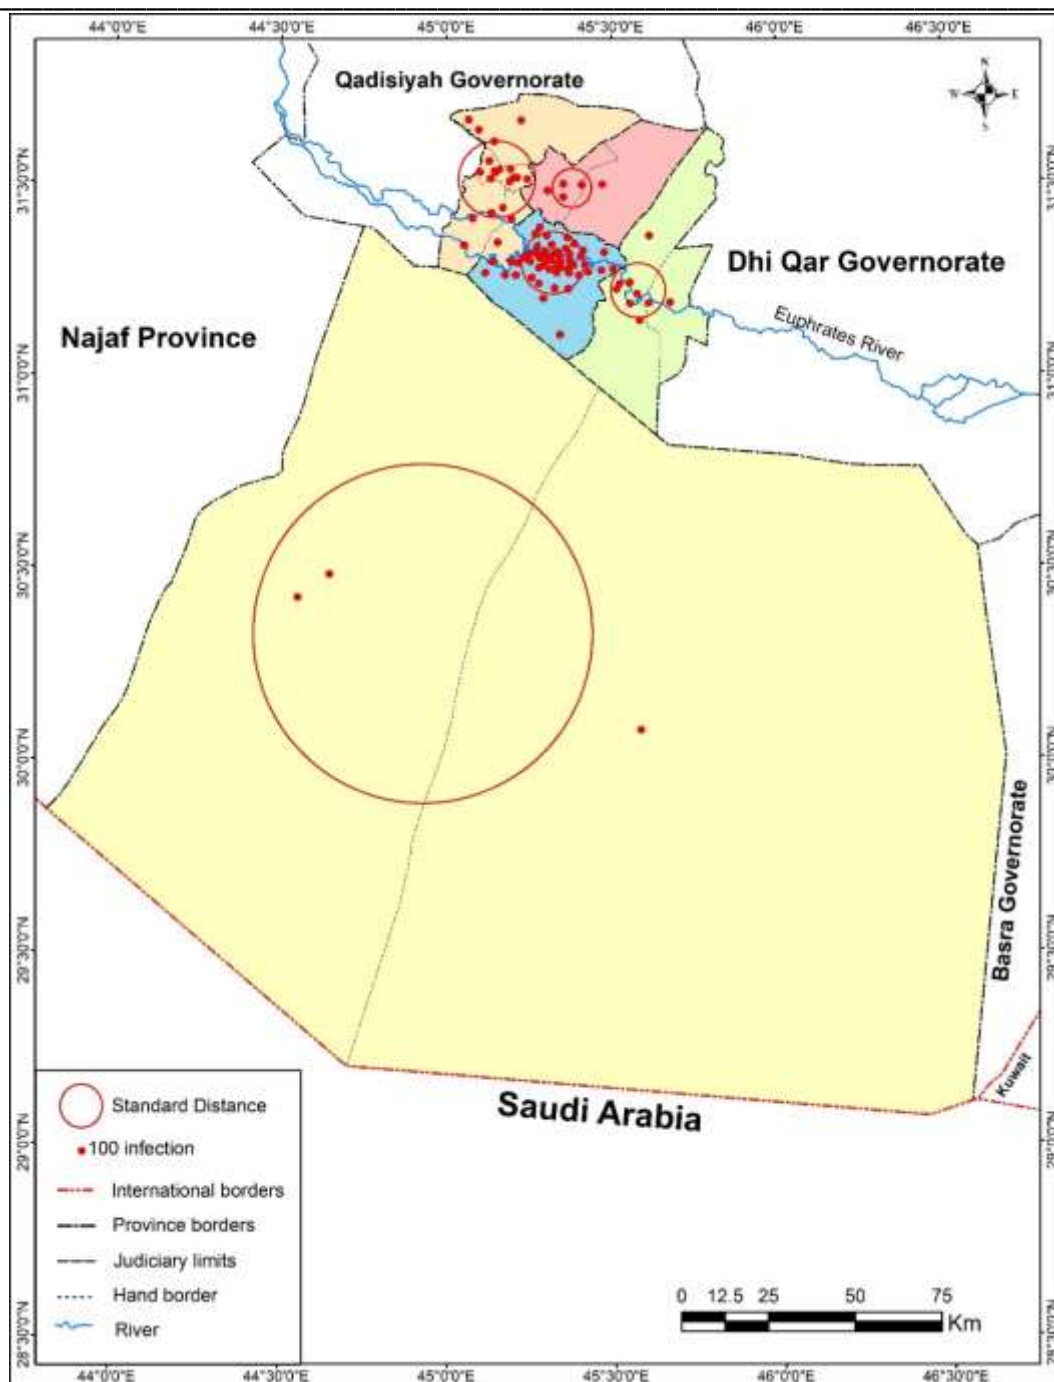 44°0'0"E 44°30'0"E 45°0'0"E 45°30'0"E 46°0'0"E 46°30'0"E
N
W E
S
Qadisiyah Governorate
31°30'0"N
Dhi Qar Governorate
Najaf Province
Euphrates River
31°0'0"N
30°30'0"N
30°0'0"N
Basra Governorate
29°30'0"N
Kuwait
Saudi Arabia
29°0'0"N
28°30'0"N
Standard Distance
100 infection
International borders
Province borders
Judiciary limits
Hand border
River
0 12.5 25 50 75
Km
44°0'0"E 44°30'0"E 45°0'0"E 45°30'0"E 46°0'0"E 46°30'0"E